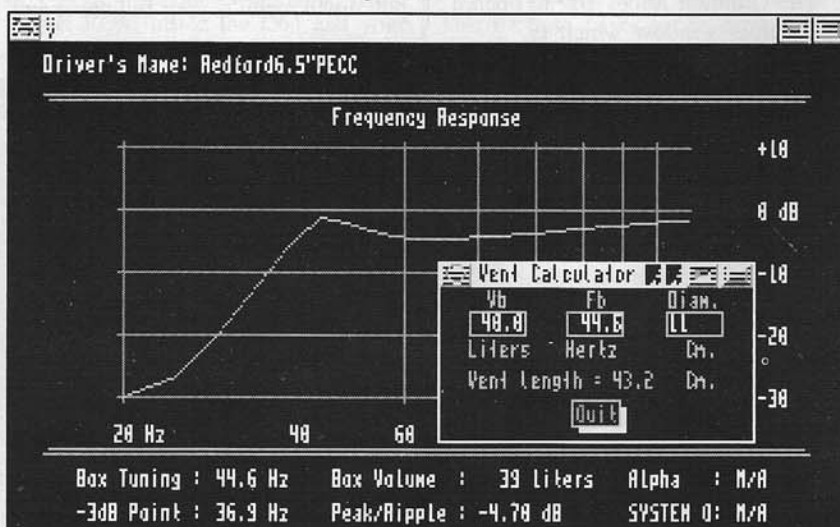 Driver's Name: Redford6.5"PECC
Frequency Response
+10
0 dB
-10
-20
-30
20 Hz 40 60
Vent Calculator
Vb Fb Diam.
40.0 44.6 11
Liters Hertz Cm.
Vent length = 43.2 Cm.
Quit
Box Tuning : 44.6 Hz Box Volume : 39 liters Alpha : N/A
-3dB Point : 36.9 Hz Peak/Ripple : -4.70 dB SYSTEM Q: N/A